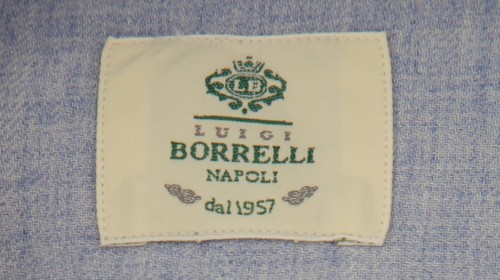 LB
LUIGI
BORRELLI
NAPOLI
dal 1957